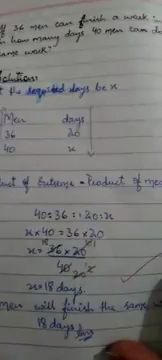 If 36 men can finish a work
in how many days 40 men can do
same work?
Solution:
the required days be x
Men days
36 20
40 x
Product of Extreme = Product of mea
40:36::20:x
x×40=36×20
x=36×20
40
x=18 days.
Men will finish the same
18 days